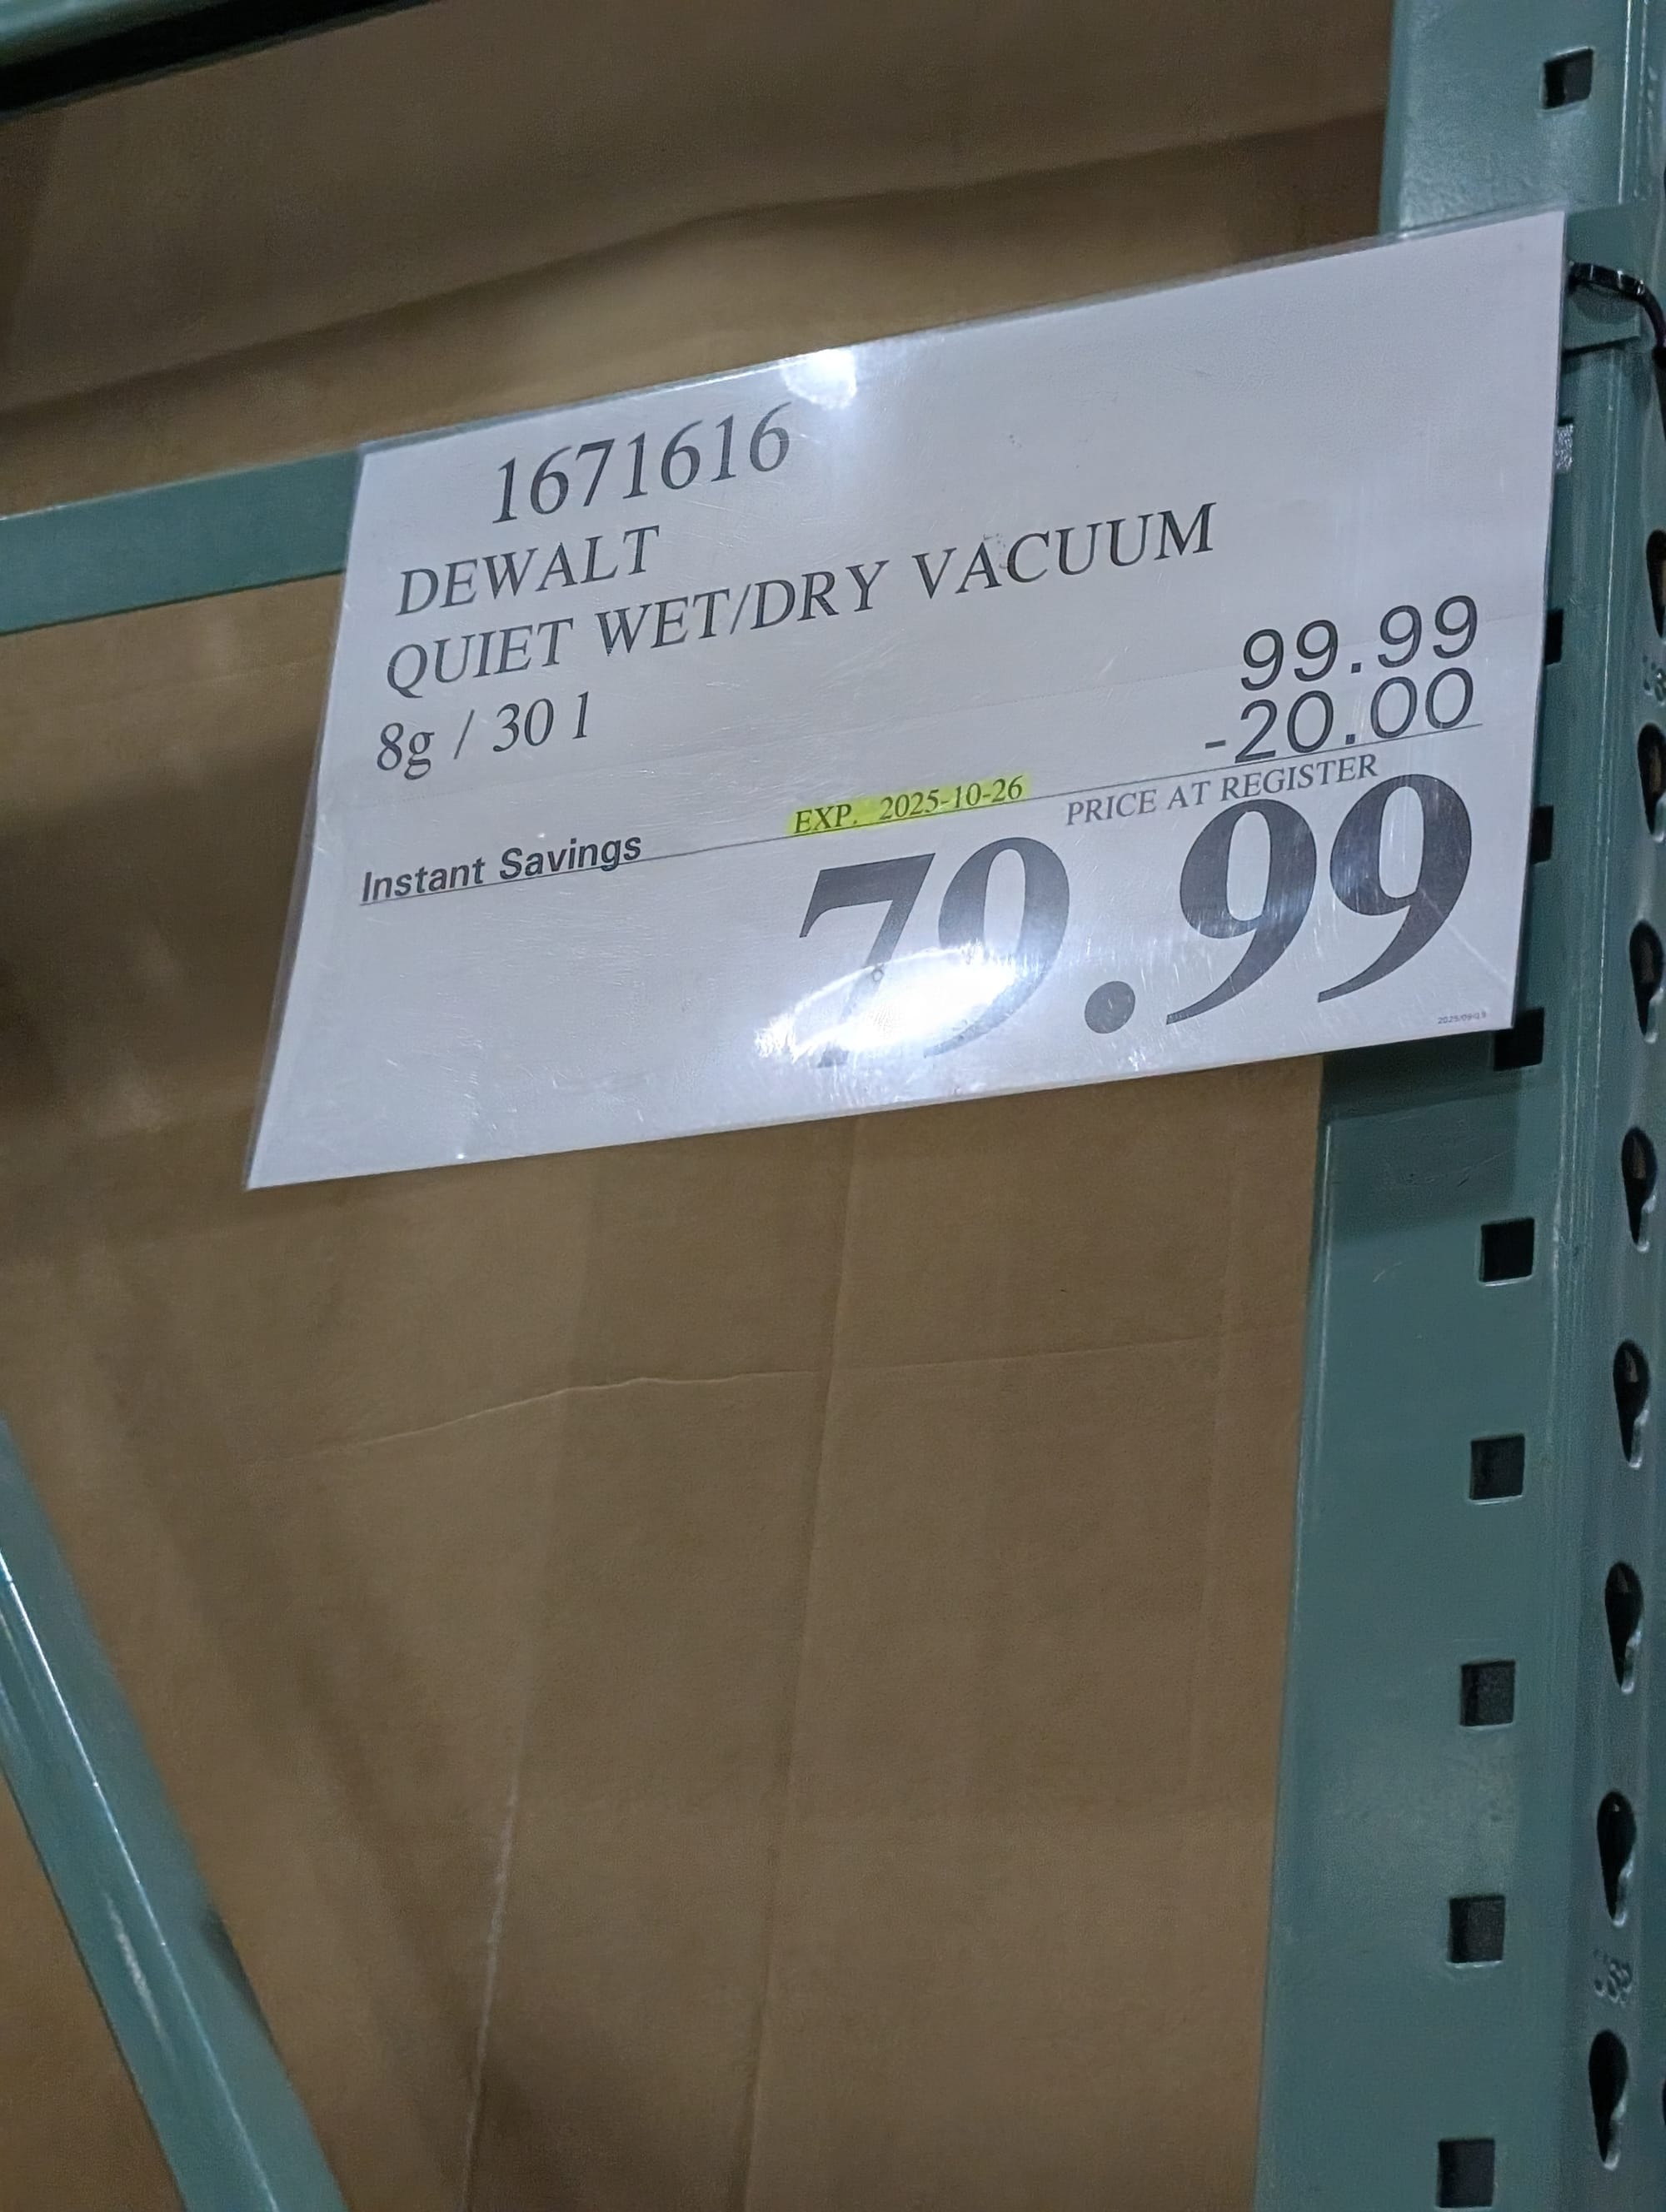 1671616
DEWALT
QUIET WET/DRY VACUUM
8g / 30 l
99.99
-20.00
Instant Savings
EXP. 2025-10-26
PRICE AT REGISTER
79.99